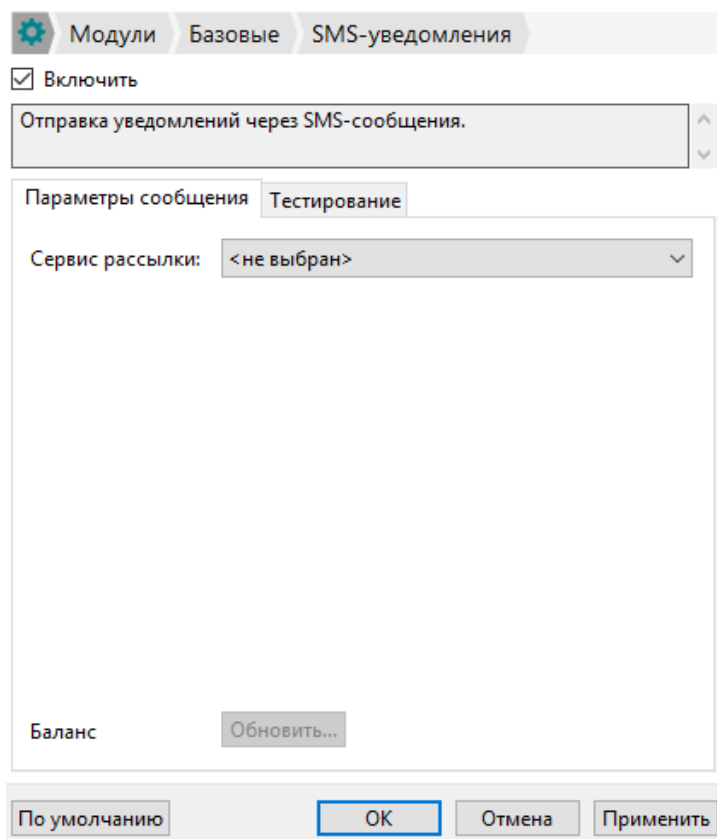 Модули Базовые SMS-уведомления
Включить
Отправка уведомлений через SMS-сообщения.
Параметры сообщения Тестирование
Сервис рассылки: <не выбран>
Баланс Обновить...
По умолчанию OK Отмена Применить